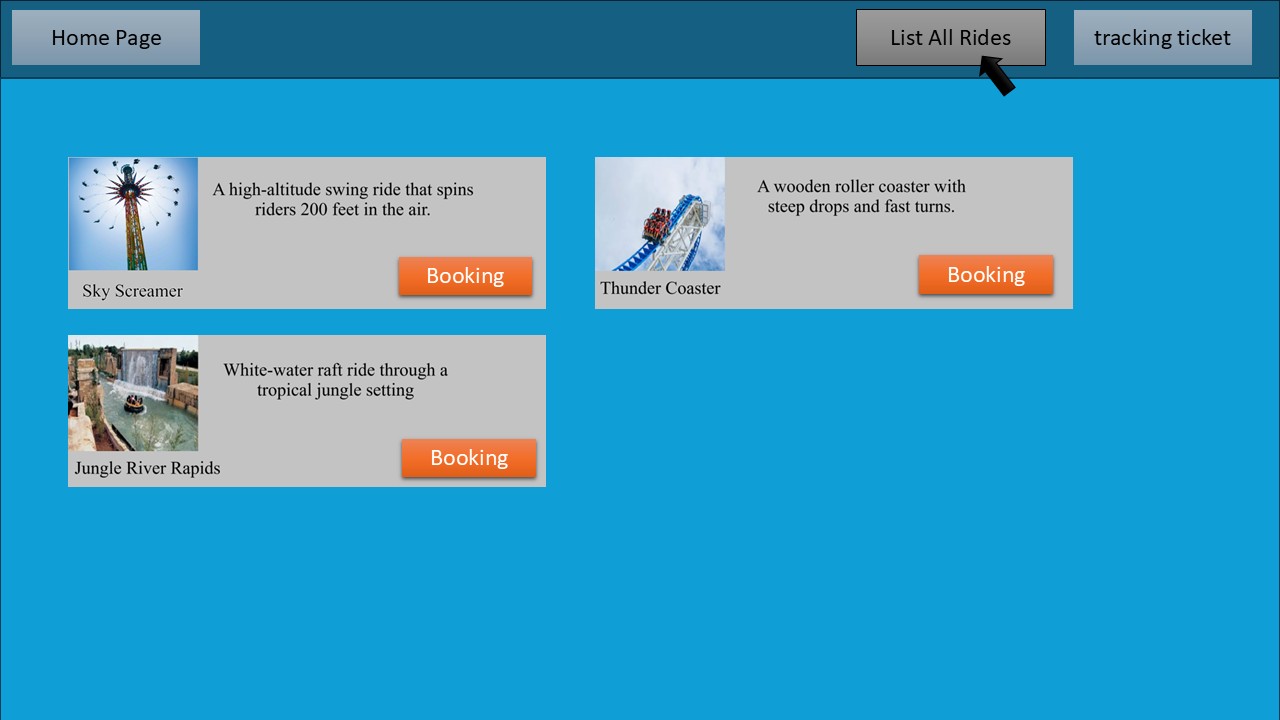 Home Page
List All Rides
tracking ticket
A high-altitude swing ride that spins
riders 200 feet in the air.
Booking
Sky Screamer
A wooden roller coaster with
steep drops and fast turns.
Booking
Thunder Coaster
White-water raft ride through a
tropical jungle setting
Booking
Jungle River Rapids